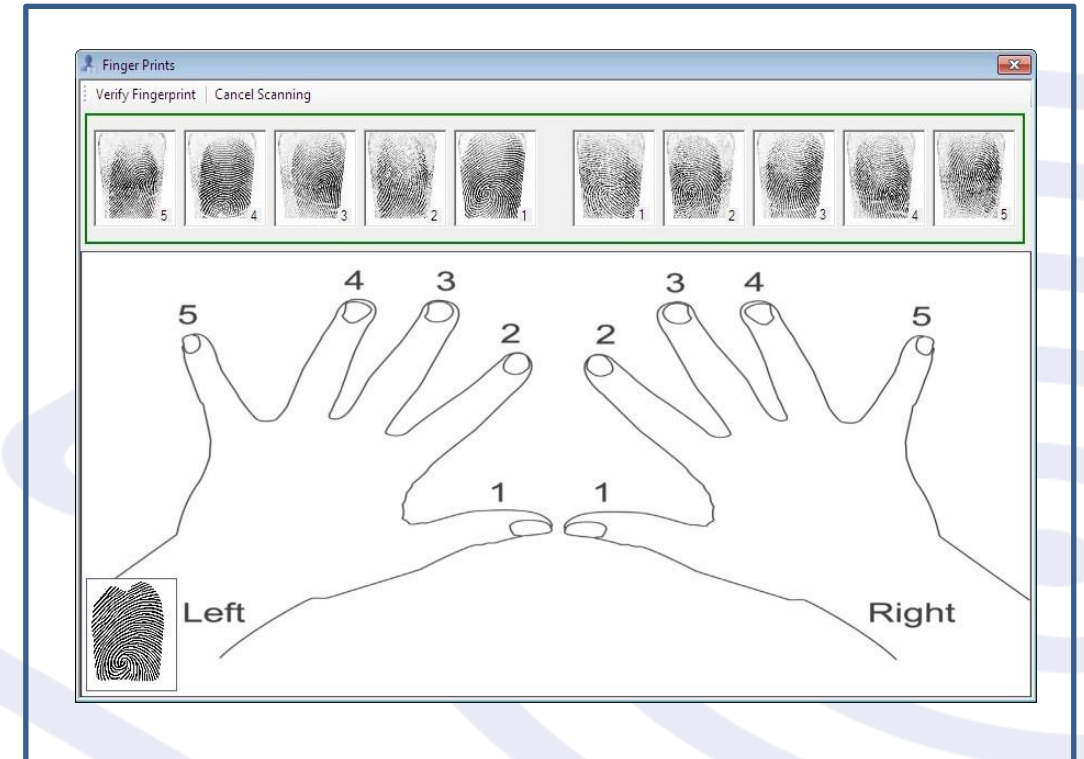 Finger Prints
Verify Fingerprint Cancel Scanning
5 4 3 2 1 1 2 3 4 5
4 3 3 4
5 5
2 2
1 1
Left Right